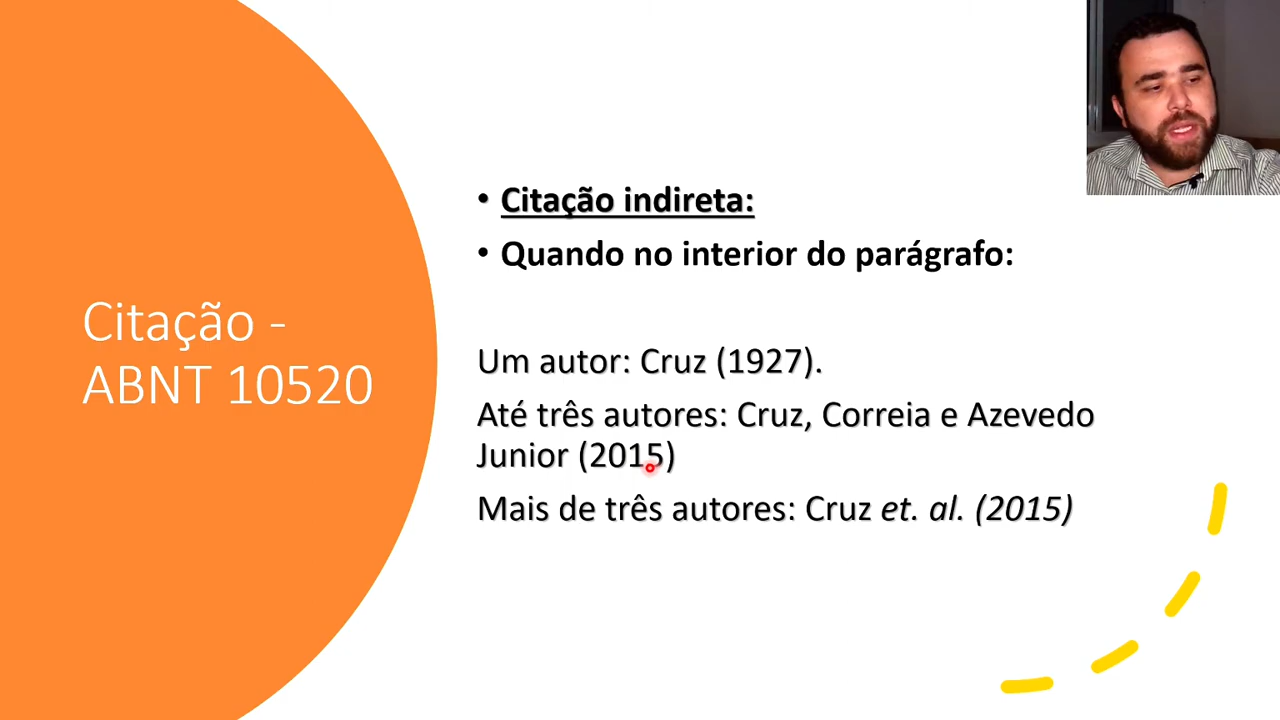 Citação -
ABNT 10520
• Citação indireta:
• Quando no interior do parágrafo:
Um autor: Cruz (1927).
Até três autores: Cruz, Correia e Azevedo
Junior (2015)
Mais de três autores: Cruz et. al. (2015)